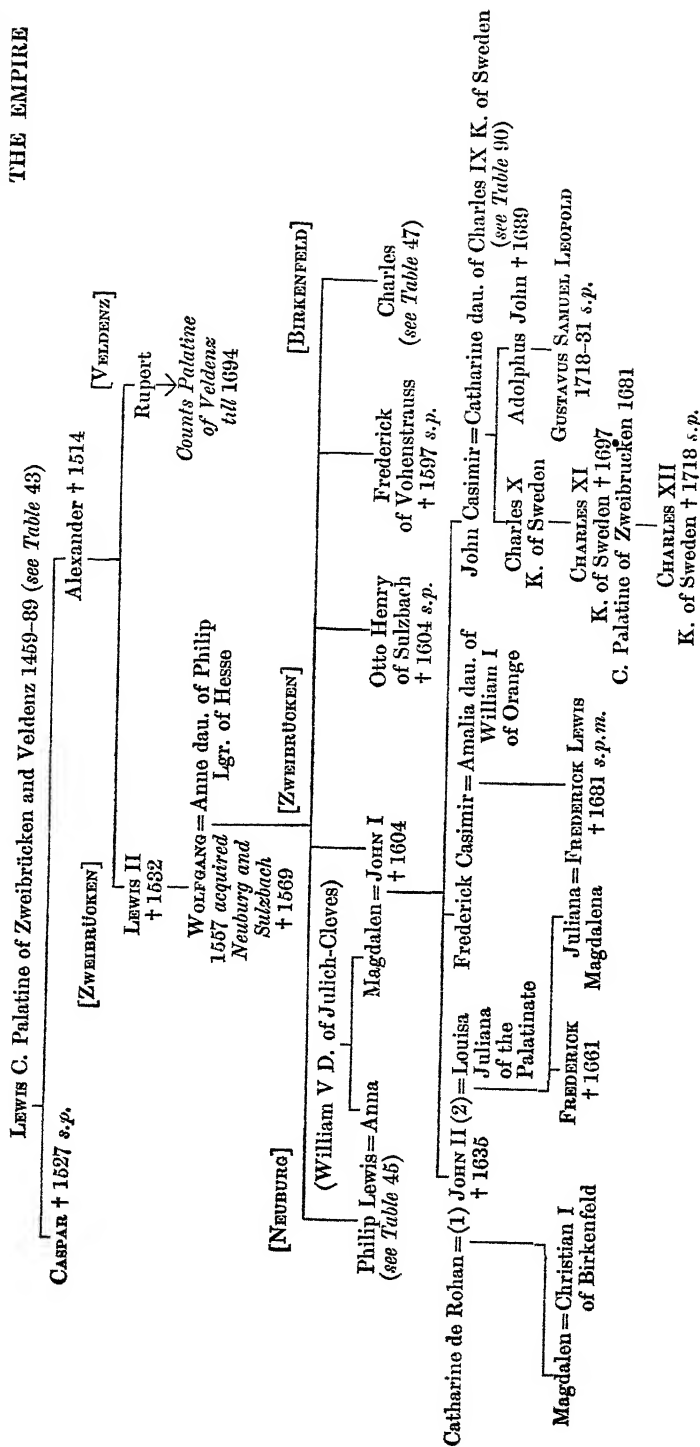 THE EMPIRE
LEWIS C. Palatine of Zweibrücken and Veldenz 1459–89 (see Table 43)
CASPAR † 1527 s.p.
Alexander † 1514
[ZWEIBRÜCKEN]
[VELDENZ]
LEWIS II
† 1532
Rupert
Counts Palatine
of Veldenz
till 1694
WOLFGANG = Anne dau. of Philip
1557 acquired Lgr. of Hesse
Neuburg and
Sulzbach
† 1569
[NEUBURG]
[ZWEIBRÜCKEN]
[BIRKENFELD]
(William V D. of Julich-Cleves)
Philip Lewis = Anna
(see Table 45)
Magdalen = JOHN I
† 1604
Otto Henry
of Sulzbach
† 1604 s.p.
Frederick
of Vohenstrauss
† 1597 s.p.
Charles
(see Table 47)
Catharine de Rohan = (1) JOHN II (2) = Louisa
† 1635 Juliana
of the
Palatinate
Frederick Casimir = Amalia dau. of
William I
of Orange
John Casimir = Catharine dau. of Charles IX K. of Sweden
(see Table 90)
Magdalen = Christian I
of Birkenfeld
FREDERICK
† 1661
Juliana = FREDERICK LEWIS
Magdalena † 1681 s.p.m.
Charles X
K. of Sweden
Adolphus John † 1689
CHARLES XI
K. of Sweden † 1697
C. Palatine of Zweibrucken 1681
GUSTAVUS SAMUEL LEOPOLD
1718–31 s.p.
CHARLES XII
K. of Sweden † 1718 s.p.